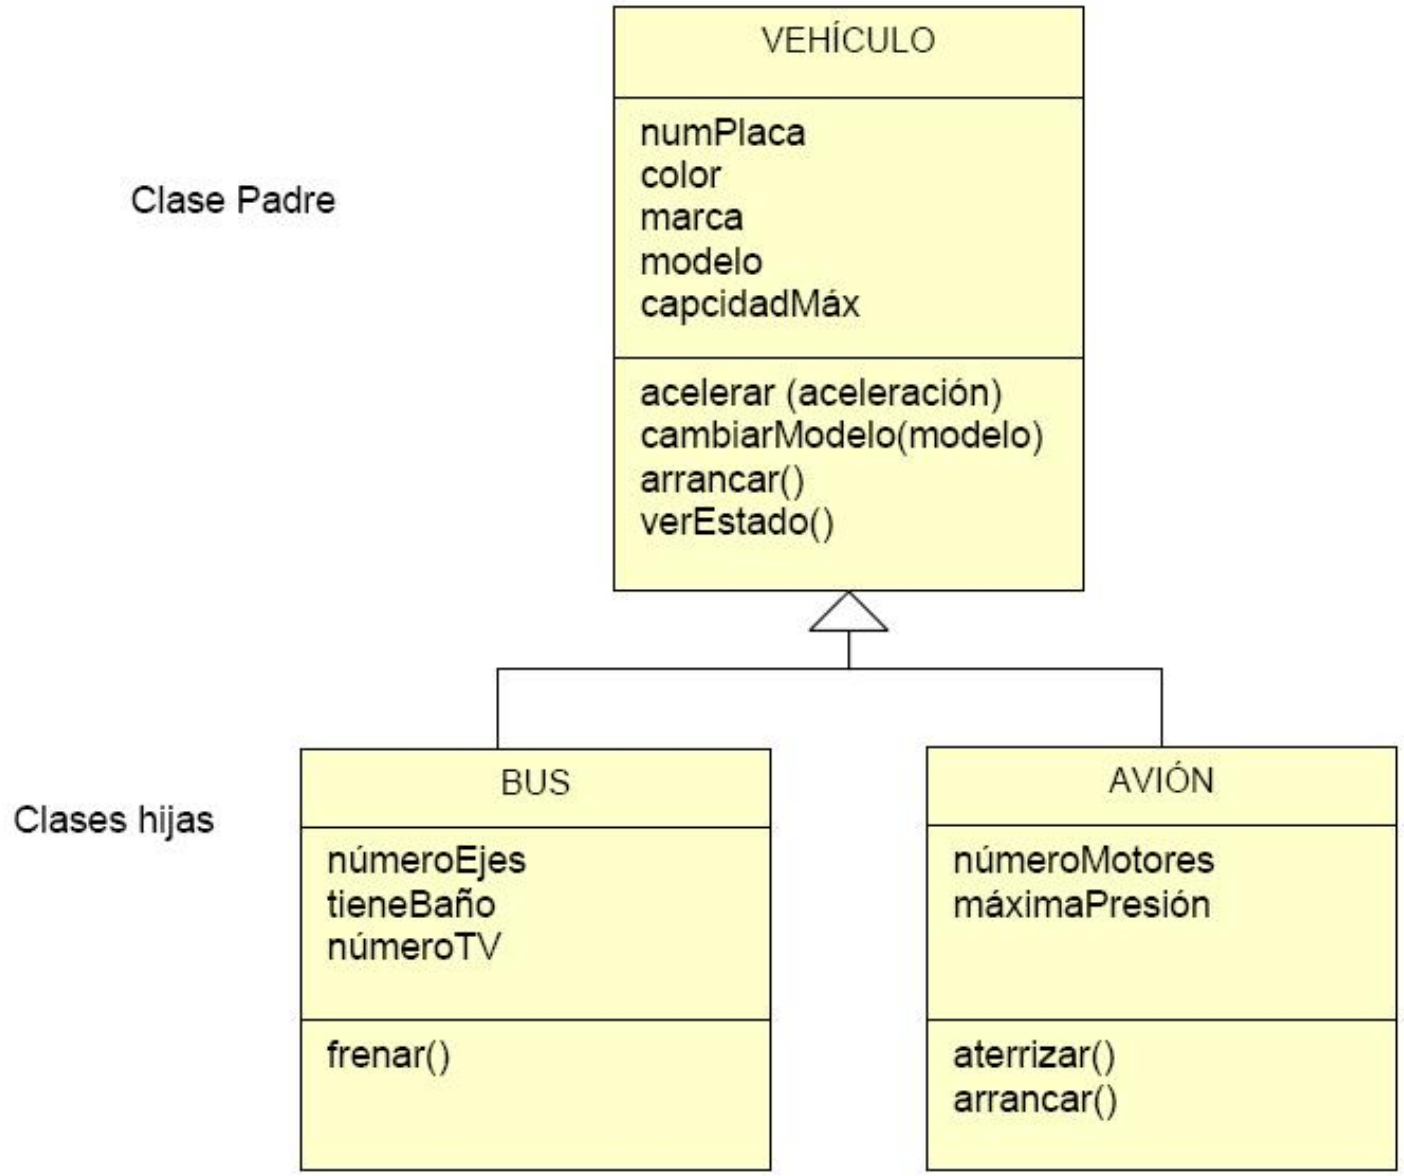 VEHÍCULO
numPlaca
color
marca
modelo
capcidadMáx
Clase Padre
acelerar (aceleración)
cambiarModelo(modelo)
arrancar()
verEstado()
Clases hijas
BUS
númeroEjes
tieneBaño
númeroTV
frenar()
AVIÓN
númeroMotores
máximaPresión
aterrizar()
arrancar()